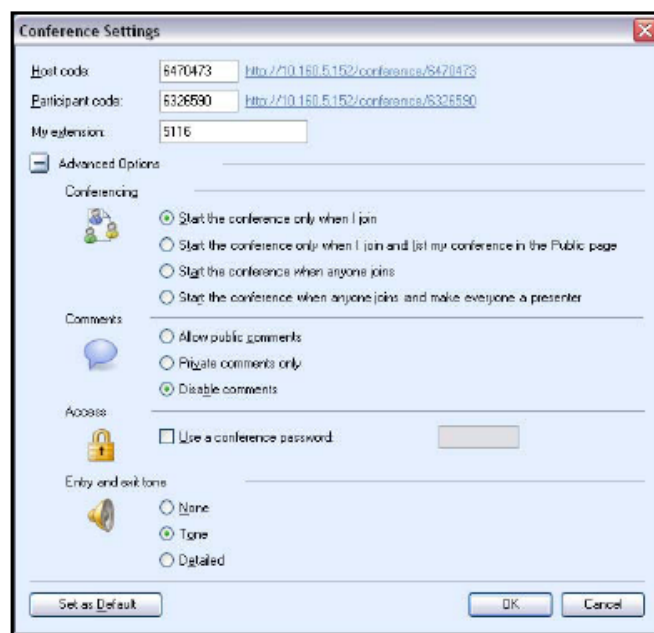 Conference Settings
Host code: 6470473 http://10.160.5.152/conference/6470473
Participant code: 6326590 http://10.160.5.152/conference/6326590
My extension: 5116
Advanced Options
Conferencing
Start the conference only when I join
Start the conference only when I join and list my conference in the Public page
Start the conference when anyone joins
Start the conference when anyone joins and make everyone a presenter
Comments
Allow public comments
Private comments only
Disable comments
Access
Use a conference password:
Entry and exit tone
None
Tone
Detailed
Set as Default OK Cancel